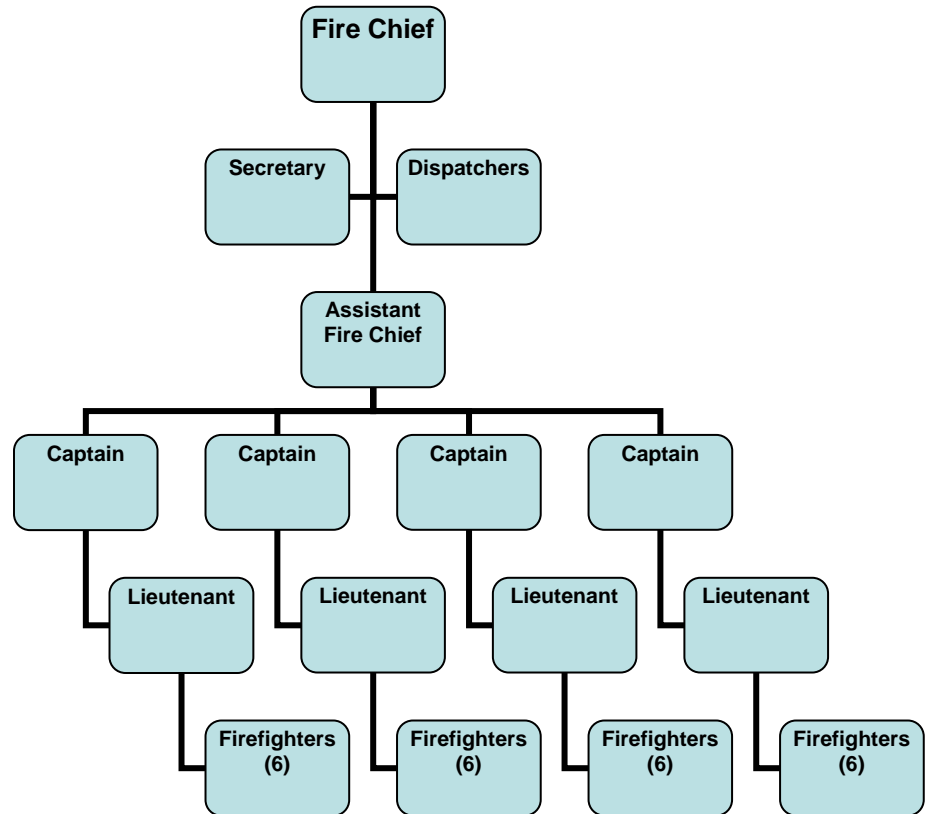 Fire Chief
Secretary
Dispatchers
Assistant
Fire Chief
Captain
Captain
Captain
Captain
Lieutenant
Lieutenant
Lieutenant
Lieutenant
Firefighters
(6)
Firefighters
(6)
Firefighters
(6)
Firefighters
(6)